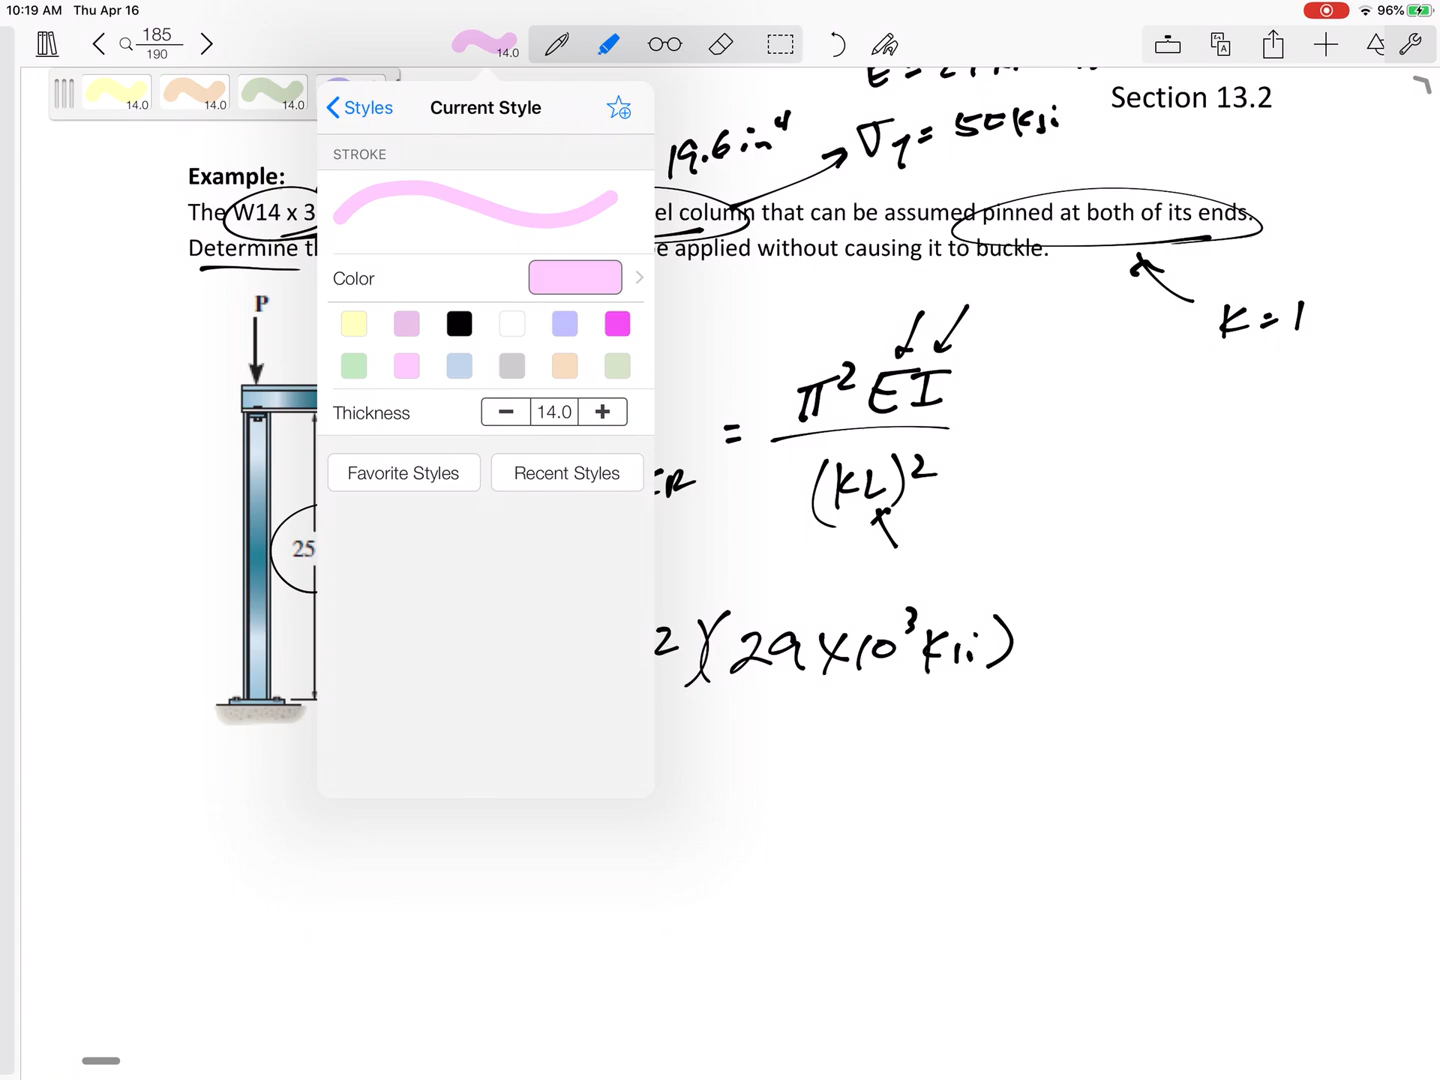 10:19 AM Thu Apr 16
96%
185
190
14.0
14.0
14.0
14.0
Styles
Current Style
STROKE
Color
Thickness
14.0
Favorite Styles
Recent Styles
Section 13.2
19.6 in⁴
σy = 50 ksi
Example:
The W14 x 3
el column that can be assumed pinned at both of its ends.
Determine t
e applied without causing it to buckle.
K = 1
P
25
CR = π² E I
(KL)²
2 ) ( 29 x 10³ ksi )